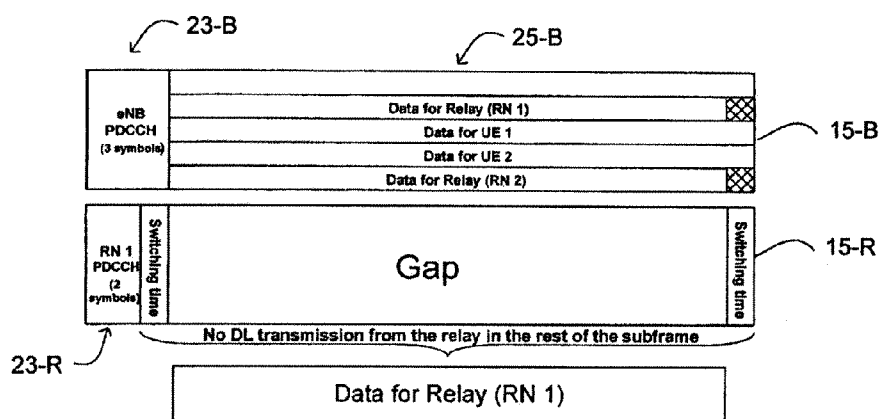 23-B
25-B
eNB
PDCCH
(3 symbols)
Data for Relay (RN 1)
Data for UE 1
Data for UE 2
Data for Relay (RN 2)
15-B
RN 1
PDCCH
(2
symbols)
Switching time
Gap
Switching time
15-R
No DL transmission from the relay in the rest of the subframe
23-R
Data for Relay (RN 1)